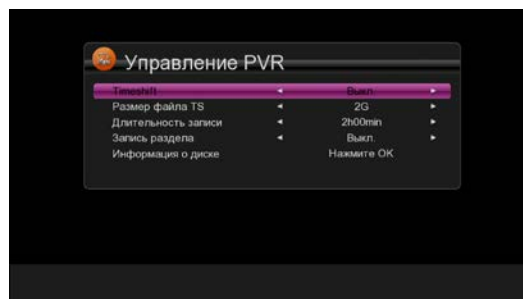 Управление PVR
Timeshift Выкл.
Размер файла TS 2G
Длительность записи 2h00min
Запись раздела Выкл.
Информация о диске Нажмите OK